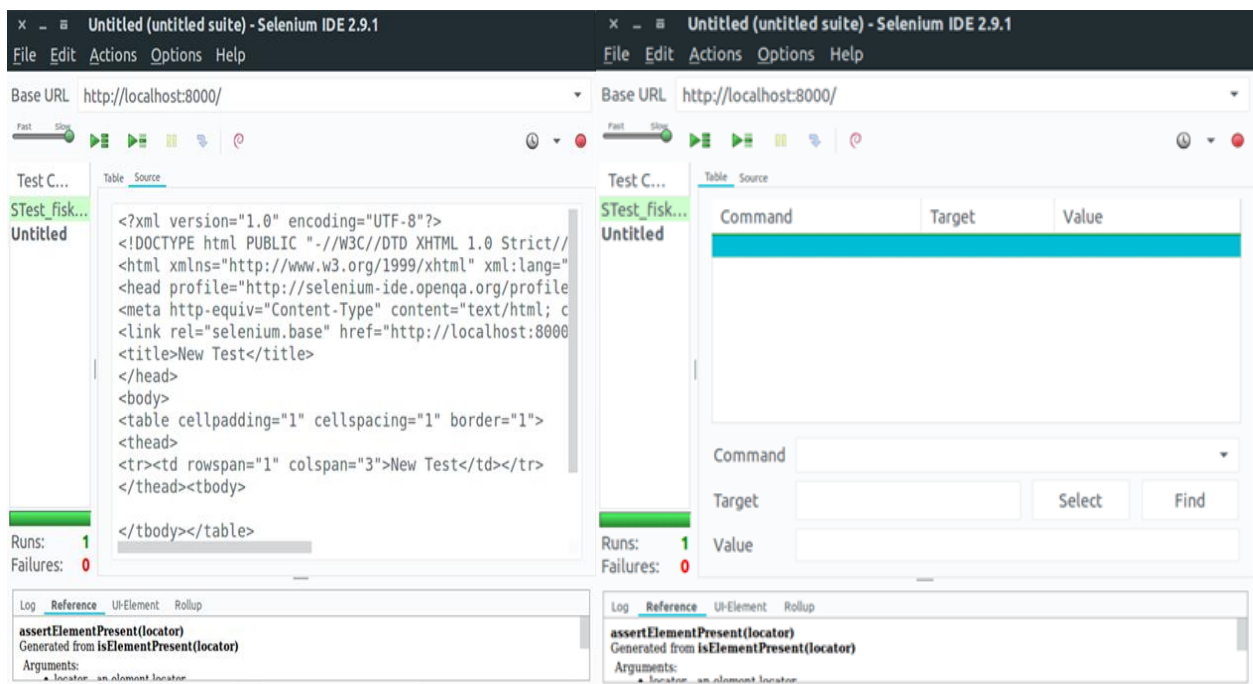 Untitled (untitled suite) - Selenium IDE 2.9.1
File Edit Actions Options Help
Base URL http://localhost:8000/
Fast Slow
Test C...
Table Source
STest_fisk...
Untitled
<?xml version="1.0" encoding="UTF-8"?>
<!DOCTYPE html PUBLIC "-//W3C//DTD XHTML 1.0 Strict//
<html xmlns="http://www.w3.org/1999/xhtml" xml:lang="
<head profile="http://selenium-ide.openqa.org/profile
<meta http-equiv="Content-Type" content="text/html; c
<link rel="selenium.base" href="http://localhost:8000
<title>New Test</title>
</head>
<body>
<table cellpadding="1" cellspacing="1" border="1">
<thead>
<tr><td rowspan="1" colspan="3">New Test</td></tr>
</thead><tbody>
</tbody></table>
Runs: 1
Failures: 0
Log Reference UI-Element Rollup
assertElementPresent(locator)
Generated from isElementPresent(locator)
Arguments:
locator - an element locator
Untitled (untitled suite) - Selenium IDE 2.9.1
File Edit Actions Options Help
Base URL http://localhost:8000/
Fast Slow
Test C...
Table Source
STest_fisk...
Untitled
Command Target Value
Command
Target Select Find
Value
Runs: 1
Failures: 0
Log Reference UI-Element Rollup
assertElementPresent(locator)
Generated from isElementPresent(locator)
Arguments:
locator - an element locator